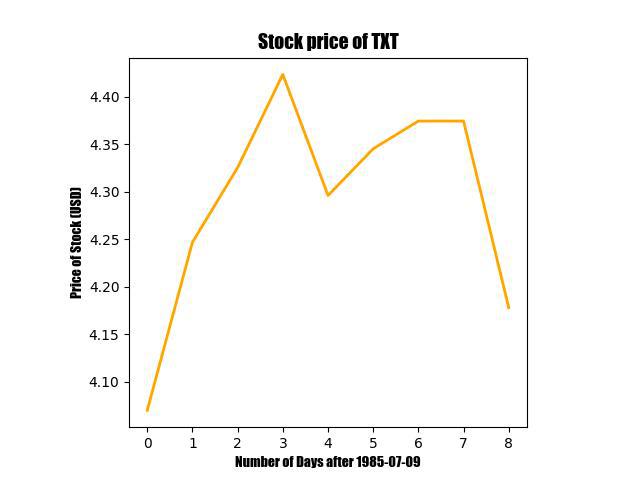 Stock price of TXT
Price of Stock (USD)
4.40
4.35
4.30
4.25
4.20
4.15
4.10
0 1 2 3 4 5 6 7 8
Number of Days after 1985-07-09